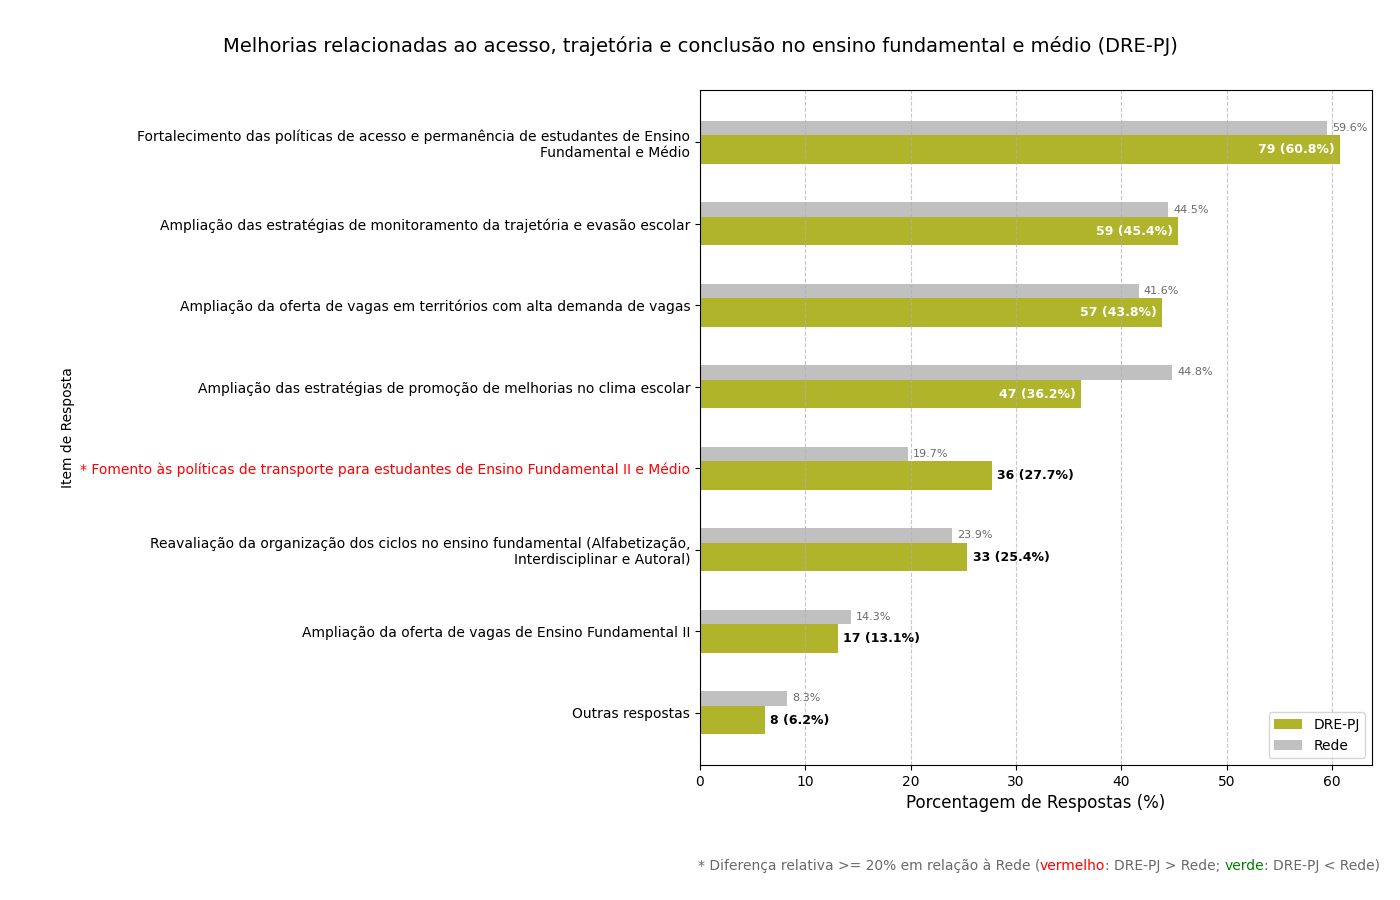 Melhorias relacionadas ao acesso, trajetória e conclusão no ensino fundamental e médio (DRE-PJ)
Item de Resposta
Fortalecimento das políticas de acesso e permanência de estudantes de Ensino
Fundamental e Médio
59.6%
79 (60.8%)
Ampliação das estratégias de monitoramento da trajetória e evasão escolar
44.5%
59 (45.4%)
Ampliação da oferta de vagas em territórios com alta demanda de vagas
41.6%
57 (43.8%)
Ampliação das estratégias de promoção de melhorias no clima escolar
44.8%
47 (36.2%)
* Fomento às políticas de transporte para estudantes de Ensino Fundamental II e Médio
19.7%
36 (27.7%)
Reavaliação da organização dos ciclos no ensino fundamental (Alfabetização,
Interdisciplinar e Autoral)
23.9%
33 (25.4%)
Ampliação da oferta de vagas de Ensino Fundamental II
14.3%
17 (13.1%)
Outras respostas
8.3%
8 (6.2%)
DRE-PJ
Rede
0 10 20 30 40 50 60
Porcentagem de Respostas (%)
* Diferença relativa >= 20% em relação à Rede (vermelho: DRE-PJ > Rede; verde: DRE-PJ < Rede)